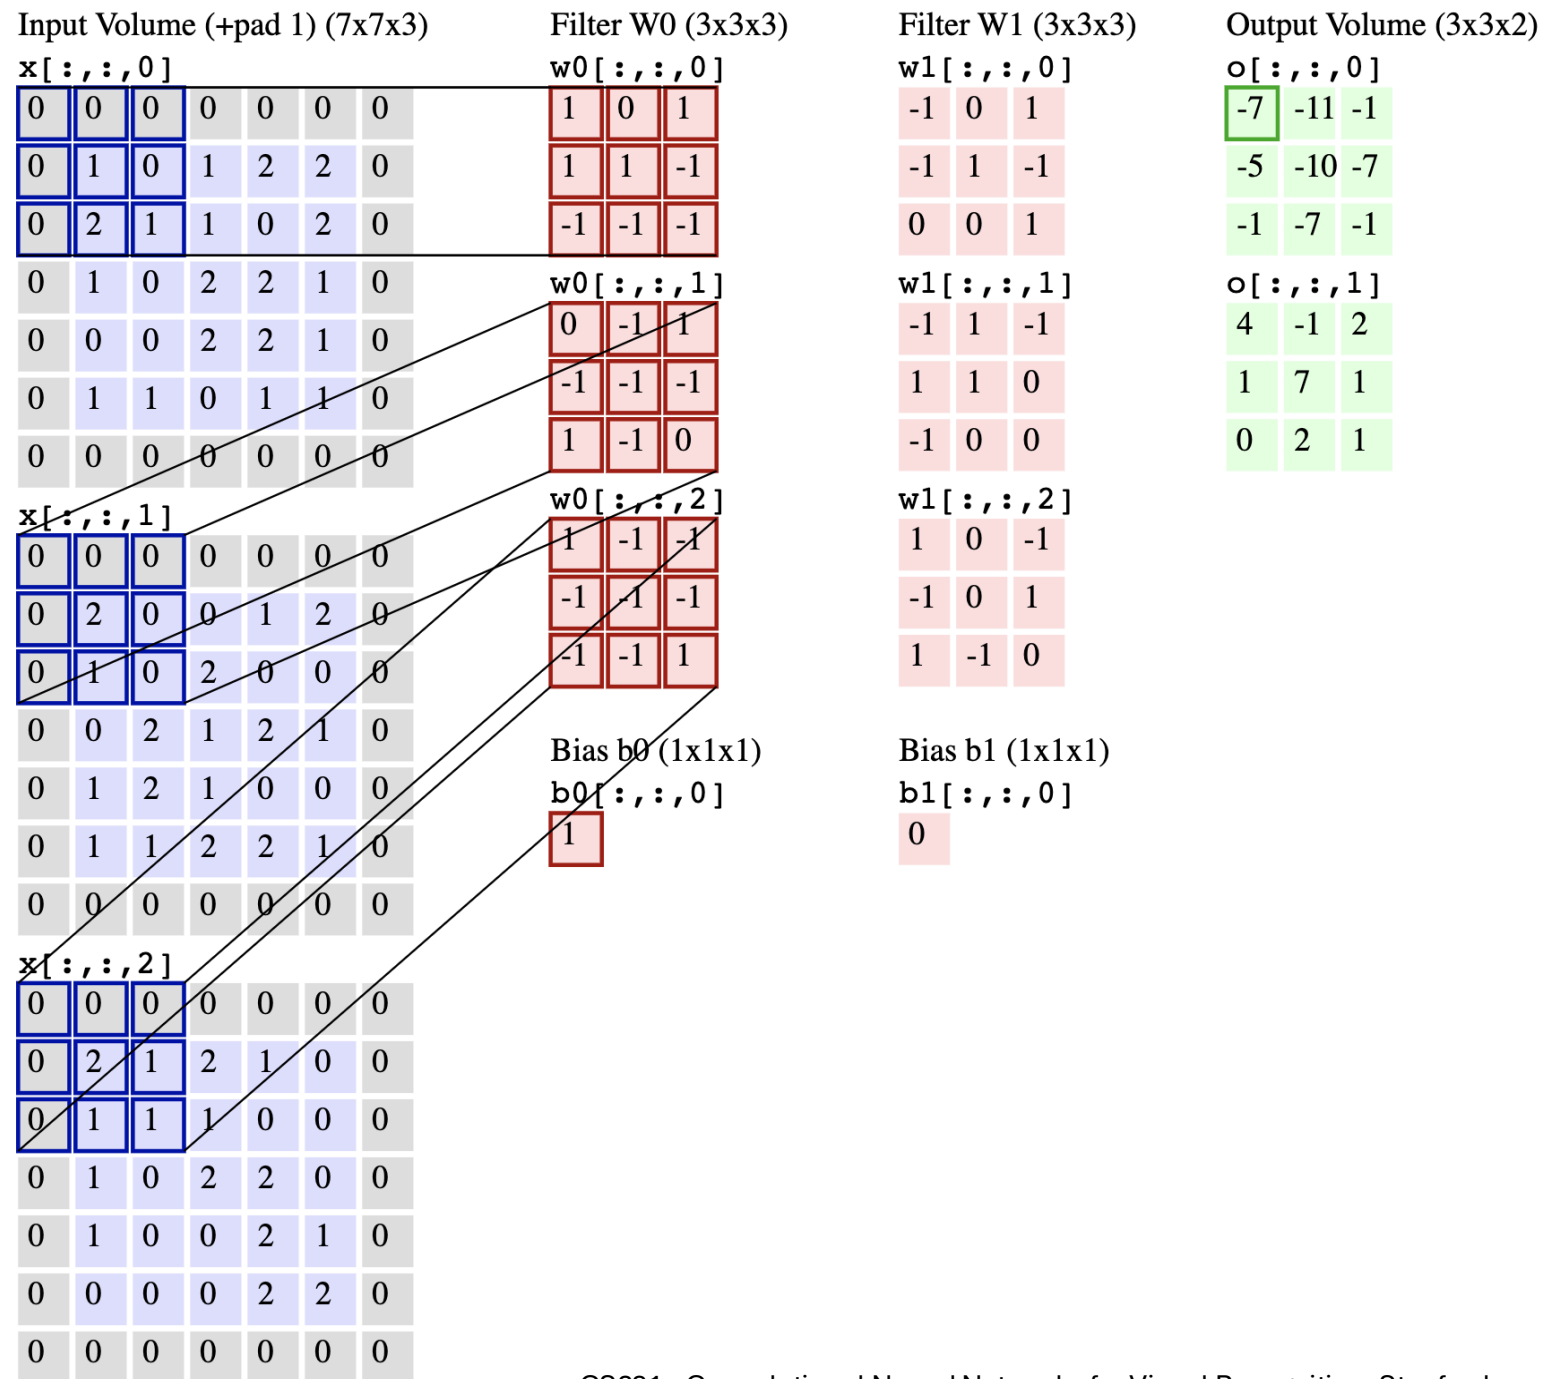 Input Volume (+pad 1) (7x7x3)
x[:,:,0]
0 0 0 0 0 0 0
0 1 0 1 2 2 0
0 2 1 1 0 2 0
0 1 0 2 2 1 0
0 0 0 2 2 1 0
0 1 1 0 1 1 0
0 0 0 0 0 0 0
x[:,:,1]
0 0 0 0 0 0 0
0 2 0 0 1 2 0
0 1 0 2 0 0 0
0 0 2 1 2 1 0
0 1 2 1 0 0 0
0 1 1 2 2 1 0
0 0 0 0 0 0 0
x[:,:,2]
0 0 0 0 0 0 0
0 2 1 2 1 0 0
0 1 1 1 0 0 0
0 1 0 2 2 0 0
0 1 0 0 2 1 0
0 0 0 0 2 2 0
0 0 0 0 0 0 0
Filter W0 (3x3x3)
w0[:,:,0]
1 0 1
1 1 -1
-1 -1 -1
w0[:,:,1]
0 -1 1
-1 -1 -1
1 -1 0
w0[:,:,2]
1 -1 -1
-1 -1 -1
-1 -1 1
Bias b0 (1x1x1)
b0[:,:,0]
1
Filter W1 (3x3x3)
w1[:,:,0]
-1 0 1
-1 1 -1
0 0 1
w1[:,:,1]
-1 1 -1
1 1 0
-1 0 0
w1[:,:,2]
1 0 -1
-1 0 1
1 -1 0
Bias b1 (1x1x1)
b1[:,:,0]
0
Output Volume (3x3x2)
o[:,:,0]
-7 -11 -1
-5 -10 -7
-1 -7 -1
o[:,:,1]
4 -1 2
1 7 1
0 2 1